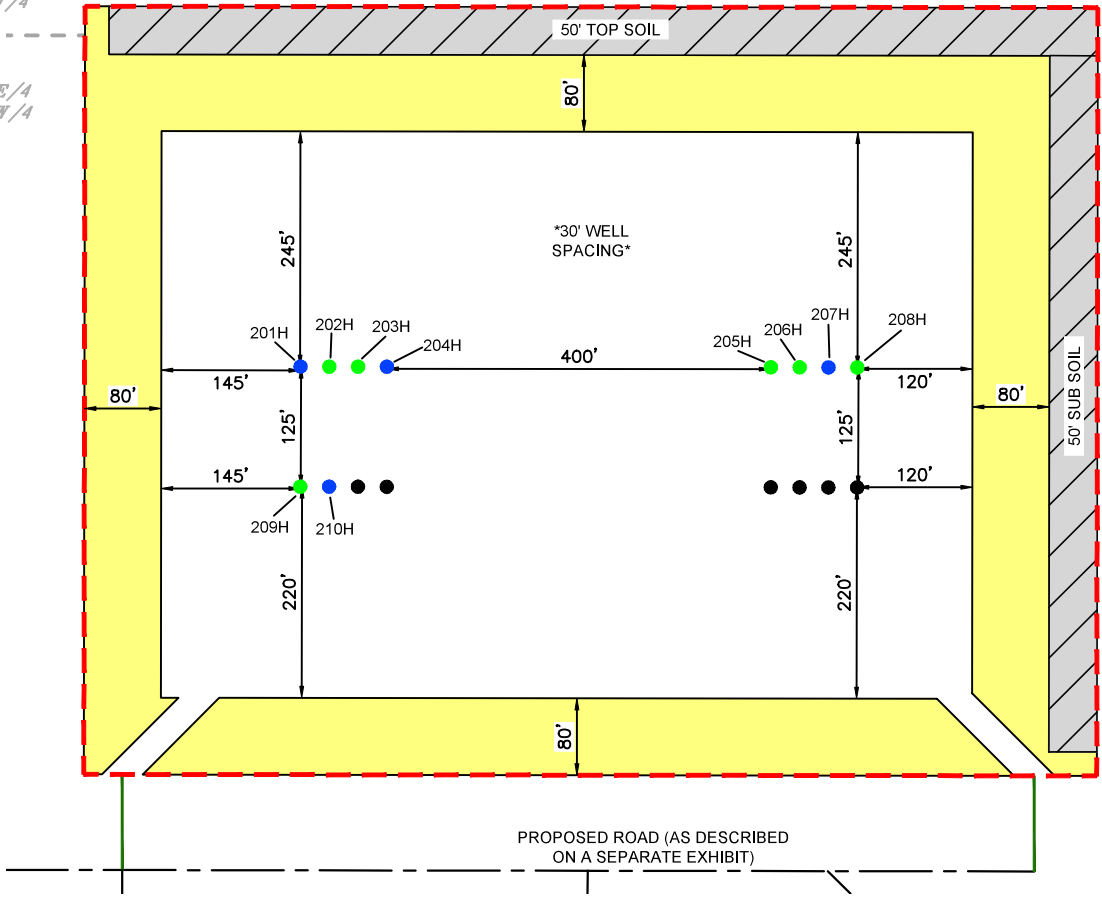 50' TOP SOIL
80'
245'
*30' WELL
SPACING*
245'
201H
202H
203H
204H
400'
205H
206H
207H
208H
145'
120'
80'
80'
50' SUB SOIL
125'
125'
145'
120'
209H
210H
220'
220'
80'
PROPOSED ROAD (AS DESCRIBED
ON A SEPARATE EXHIBIT)